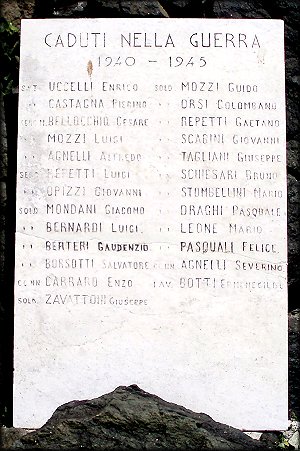 CADUTI NELLA GUERRA
1940 - 1945
UCCELLI ENRICO
CASTAGNA PIERINO
BELLOCCHIO CESARE
" MOZZI LUIGI
" AGNELLI ALFREDO
REPETTI LUIGI
" OPIZZI GIOVANNI
SOLD. MONDANI GIACOMO
" BERNARDI LUIGI
" BERTERI GAUDENZIO
" BORSOTTI SALVATORE
CARRARO ENZO
SOLD. ZAVATTONI GIUSEPPE
SOLD. MOZZI GUIDO
" ORSI COLOMBANO
" REPETTI GAETANO
" SCAGINI GIOVANNI
" TAGLIANI GIUSEPPE
" SCHIESARI BRUNO
" STOMBELLINI MARIO
" DRAGHI PASQUALE
" LEONE MARIO
" PASQUALI FELICE
AGNELLI SEVERINO
BOTTI ERMENEGILDO